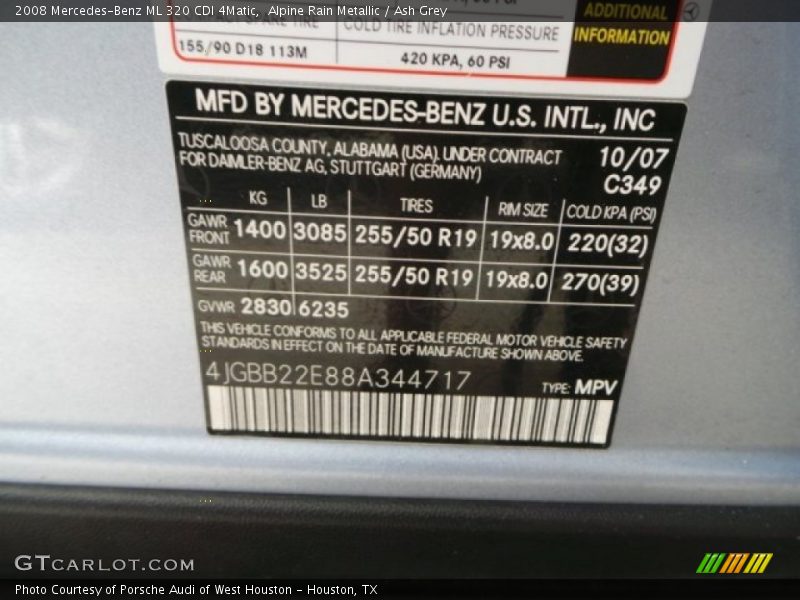 2008 Mercedes-Benz ML 320 CDI 4Matic, Alpine Rain Metallic / Ash Grey
COLD TIRE INFLATION PRESSURE
155/90 D18 113M
420 KPA, 60 PSI
ADDITIONAL
INFORMATION
MFD BY MERCEDES-BENZ U.S. INTL., INC
TUSCALOOSA COUNTY, ALABAMA (USA), UNDER CONTRACT
FOR DAIMLER-BENZ AG, STUTTGART (GERMANY)
10/07
C349
KG LB TIRES RIM SIZE COLD KPA (PSI)
GAWR FRONT 1400 3085 255/50 R19 19x8.0 220(32)
GAWR REAR 1600 3525 255/50 R19 19x8.0 270(39)
GVWR 2830 6235
THIS VEHICLE CONFORMS TO ALL APPLICABLE FEDERAL MOTOR VEHICLE SAFETY
STANDARDS IN EFFECT ON THE DATE OF MANUFACTURE SHOWN ABOVE.
4JGBB22E88A344717
TYPE: MPV
GTCARLOT.COM
Photo Courtesy of Porsche Audi of West Houston - Houston, TX